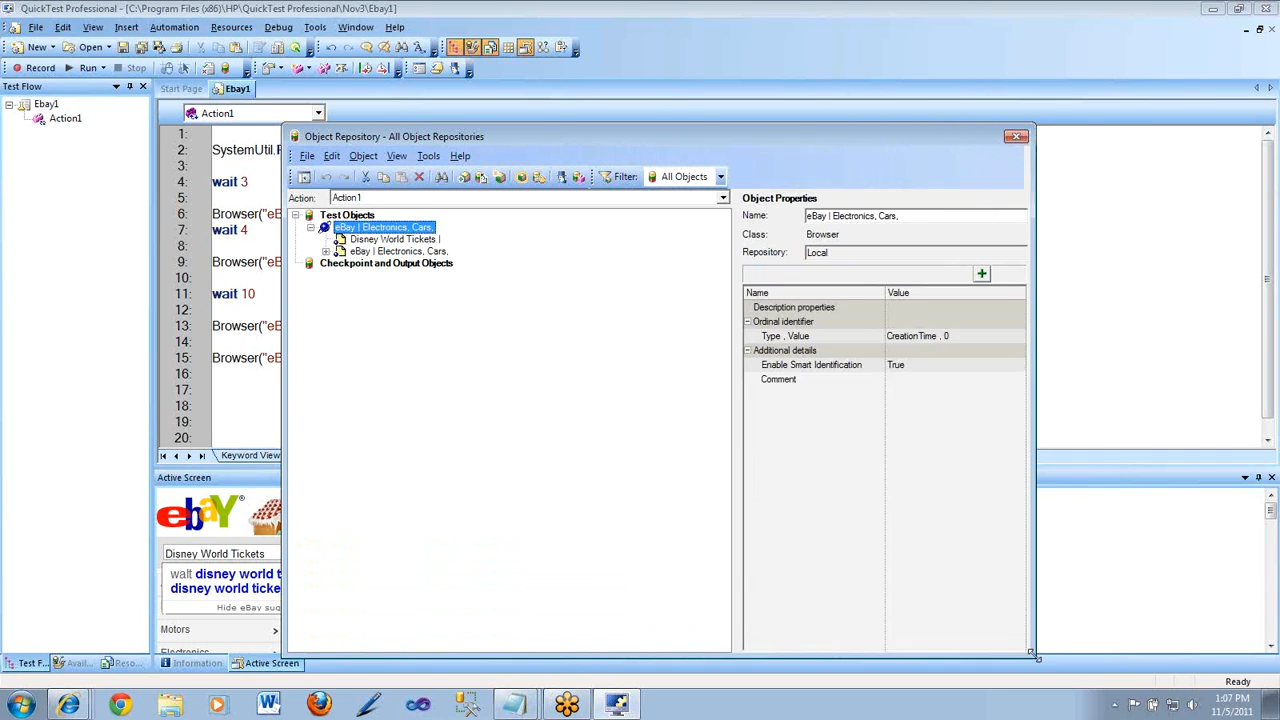 QuickTest Professional - [C:\Program Files (x86)\HP\QuickTest Professional\Nov3\Ebay1]
File Edit View Insert Automation Resources Debug Tools Window Help
New Open
Record Run Stop
Test Flow
Start Page Ebay1
Ebay1
Action1
Action1
1:
2: SystemUtil.
3:
4: wait 3
5:
6: Browser("eB
7: wait 4
8:
9: Browser("eB
10:
11: wait 10
12:
13: Browser("eB
14:
15: Browser("eB
16:
17:
18:
19:
20:
Keyword View
Object Repository - All Object Repositories
File Edit Object View Tools Help
Filter: All Objects
Action: Action1
Test Objects
eBay | Electronics, Cars,
Disney World Tickets |
eBay | Electronics, Cars,
Checkpoint and Output Objects
Object Properties
Name: eBay | Electronics, Cars,
Class: Browser
Repository: Local
Name Value
Description properties
Ordinal identifier
Type , Value CreationTime , 0
Additional details
Enable Smart Identification True
Comment
Active Screen
ebaY®
Disney World Tickets
walt disney world t
disney world ticke
Hide eBay sug
Motors
Test F... Avai... Reso...
Information Active Screen
Ready
1:07 PM
11/5/2011